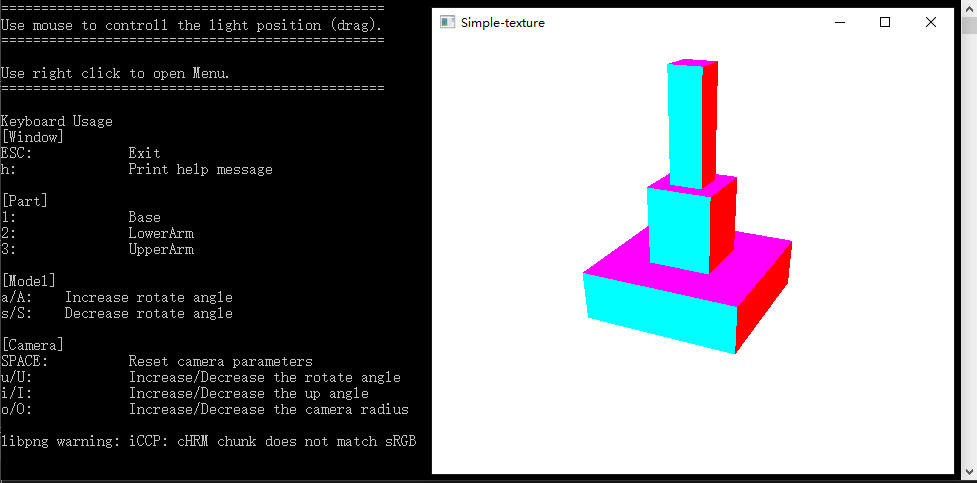 ================================================
Use mouse to controll the light position (drag).
================================================
Use right click to open Menu.
================================================
Keyboard Usage
[Window]
ESC: Exit
h: Print help message
[Part]
1: Base
2: LowerArm
3: UpperArm
[Model]
a/A: Increase rotate angle
s/S: Decrease rotate angle
[Camera]
SPACE: Reset camera parameters
u/U: Increase/Decrease the rotate angle
i/I: Increase/Decrease the up angle
o/O: Increase/Decrease the camera radius
libpng warning: iCCP: cHRM chunk does not match sRGB
Simple-texture